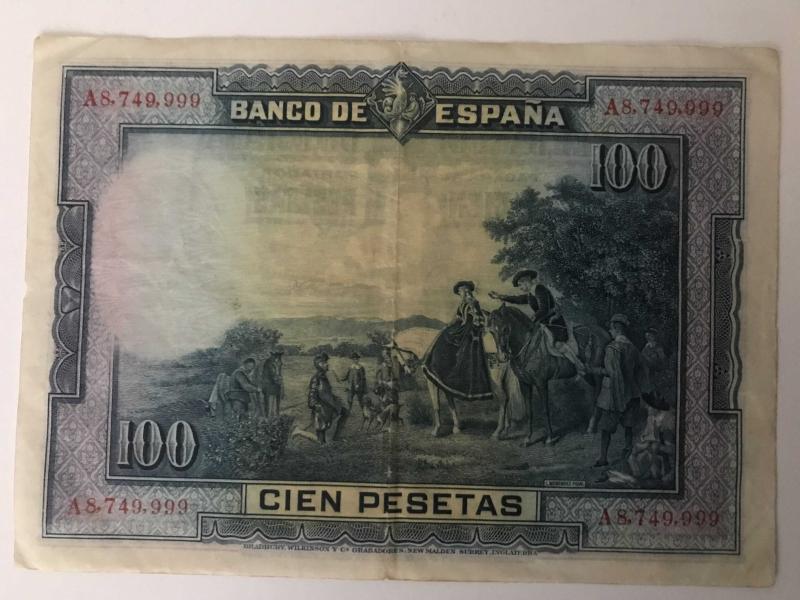 A8,749,999
BANCO DE ESPAÑA
A8,749,999
100
100
A8,749,999
CIEN PESETAS
A8,749,999
BRADBURY, WILKINSON Y Cª GRABADORES, NEW MALDEN SURREY, INGLATERRA